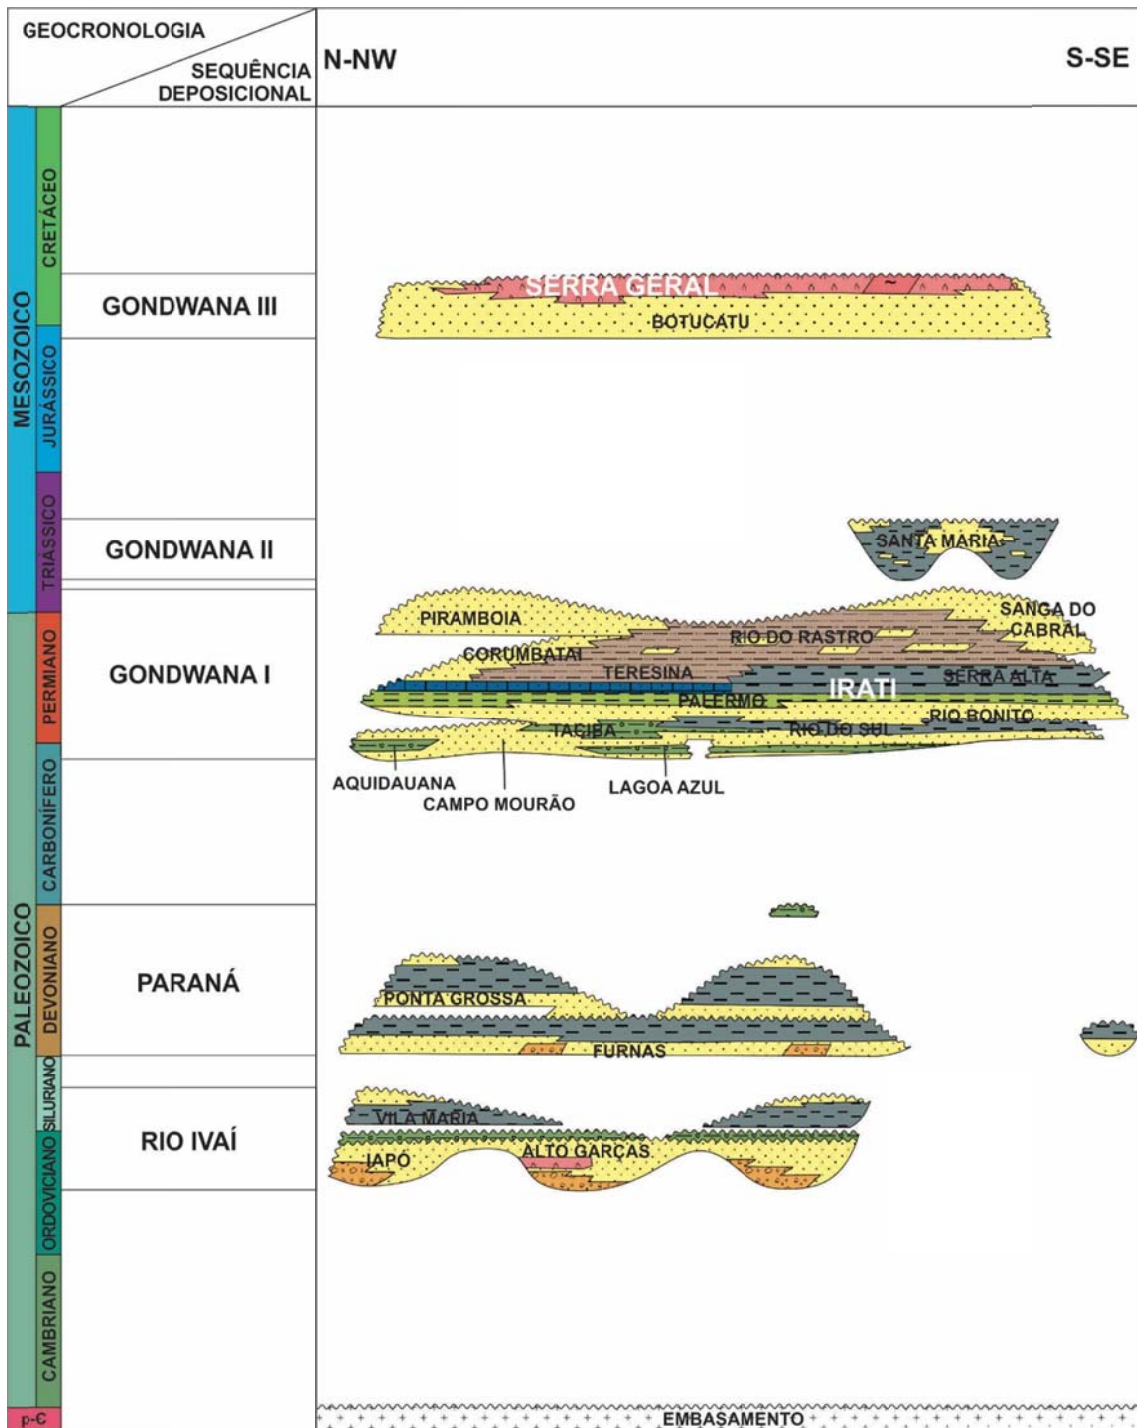 GEOCRONOLOGIA
SEQUÊNCIA
DEPOSICIONAL
N-NW
S-SE
MESOZOICO
PALEOZOICO
CRETÁCEO
JURÁSSICO
TRIÁSSICO
PERMIANO
CARBONÍFERO
DEVONIANO
SILURIANO
ORDOVICIANO
CAMBRIANO
p-Є
GONDWANA III
SERRA GERAL
~
BOTUCATU
GONDWANA II
SANTA MARIA
GONDWANA I
PIRAMBOIA
SANGA DO
CABRAL
RIO DO RASTRO
CORUMBATAI
TERESINA
SERRA ALTA
IRATI
PALERMO
RIO BONITO
TACIBA
RIO DO SUL
AQUIDAUANA
CAMPO MOURÃO
LAGOA AZUL
PARANÁ
PONTA GROSSA
FURNAS
RIO IVAÍ
VILA MARIA
ALTO GARÇAS
IAPÓ
EMBASAMENTO